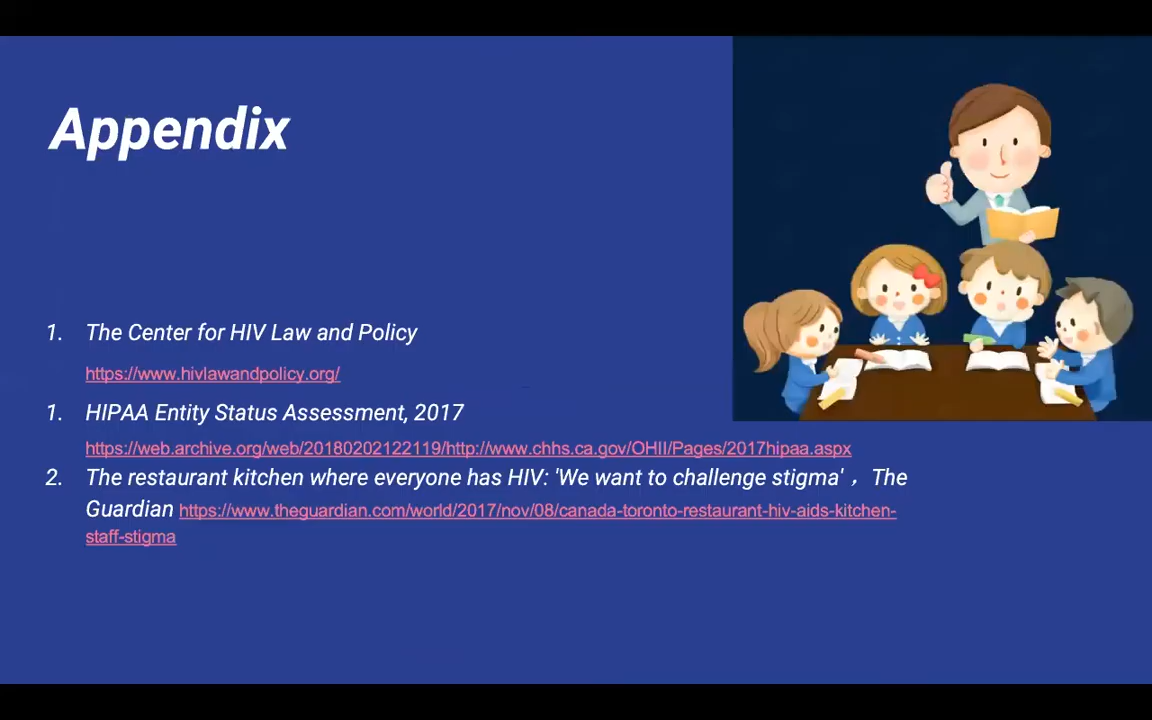 Appendix
1. The Center for HIV Law and Policy
https://www.hivlawandpolicy.org/
1. HIPAA Entity Status Assessment, 2017
https://web.archive.org/web/20180202122119/http://www.chhs.ca.gov/OHII/Pages/2017hipaa.aspx
2. The restaurant kitchen where everyone has HIV: 'We want to challenge stigma'，The
Guardian https://www.theguardian.com/world/2017/nov/08/canada-toronto-restaurant-hiv-aids-kitchen-
staff-stigma